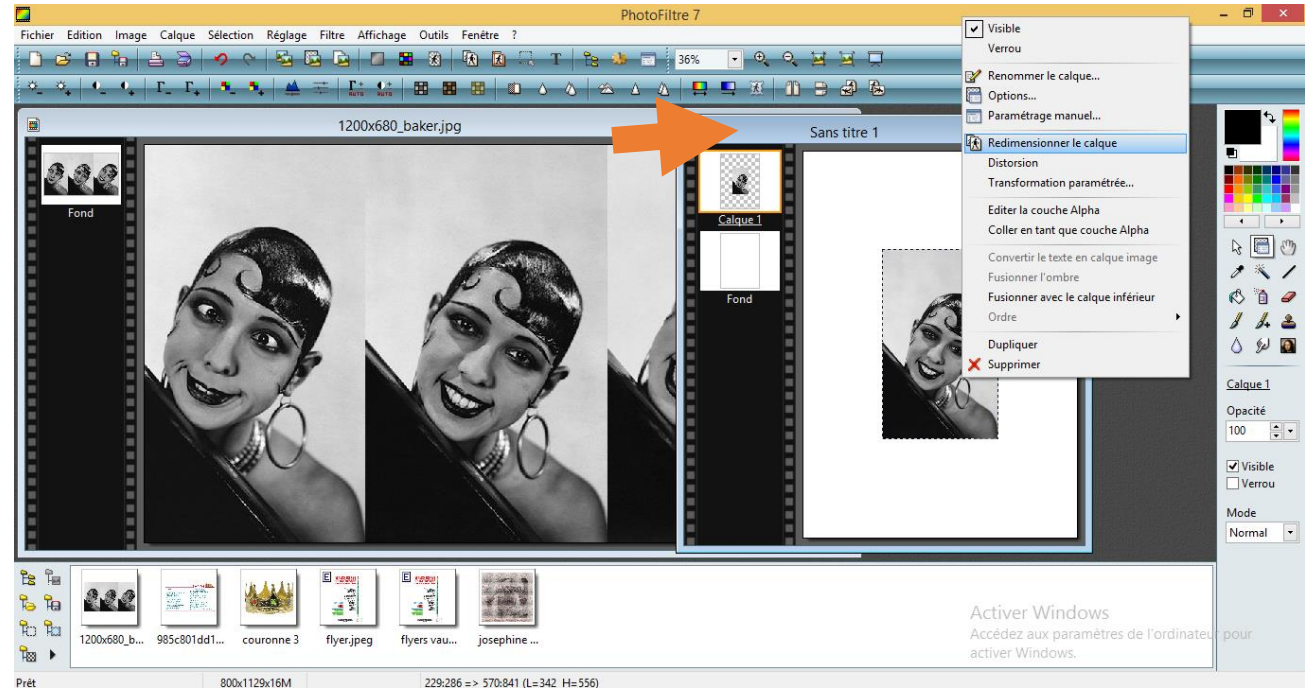 PhotoFiltre 7
Fichier Edition Image Calque Sélection Réglage Filtre Affichage Outils Fenêtre ?
36%
1200x680_baker.jpg
Fond
Sans titre 1
Calque 1
Fond
Visible
Verrou
Renommer le calque...
Options...
Paramétrage manuel...
Redimensionner le calque
Distorsion
Transformation paramétrée...
Editer la couche Alpha
Coller en tant que couche Alpha
Convertir le texte en calque image
Fusionner l'ombre
Fusionner avec le calque inférieur
Ordre
Dupliquer
Supprimer
Calque 1
Opacité
100
Visible
Verrou
Mode
Normal
1200x680_b... 985c801dd1... couronne 3 flyer.jpeg flyers vau... josephine ...
Activer Windows
Accédez aux paramètres de l'ordinateur pour
activer Windows.
Prêt 800x1129x16M 229:286 => 570:841 (L=342 H=556)